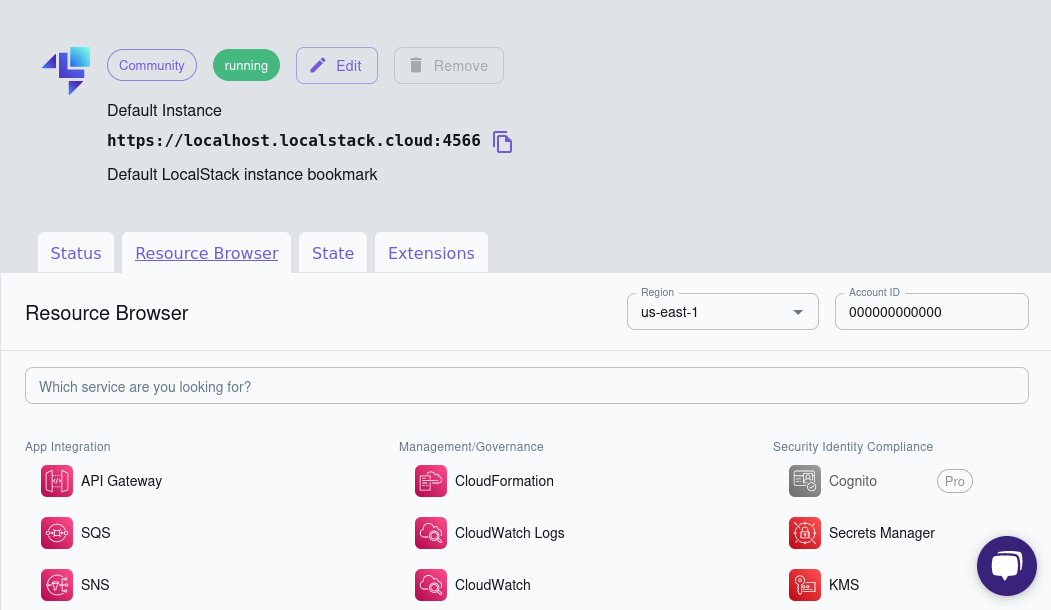 Community running Edit Remove
Default Instance
https://localhost.localstack.cloud:4566
Default LocalStack instance bookmark
Status Resource Browser State Extensions
Resource Browser
Region
us-east-1
Account ID
000000000000
Which service are you looking for?
App Integration
API Gateway
SQS
SNS
Management/Governance
CloudFormation
CloudWatch Logs
CloudWatch
Security Identity Compliance
Cognito Pro
Secrets Manager
KMS